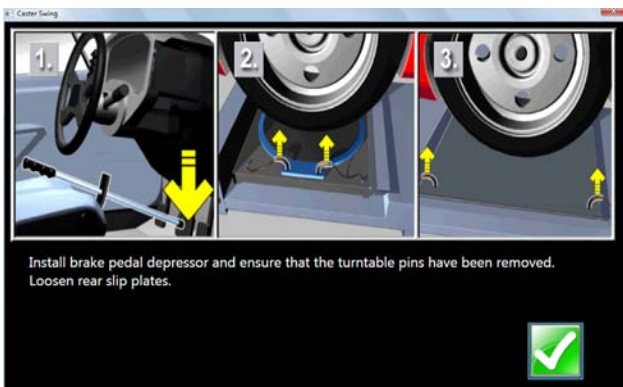 Caster Swing
1. 2. 3.
Install brake pedal depressor and ensure that the turntable pins have been removed.
Loosen rear slip plates.